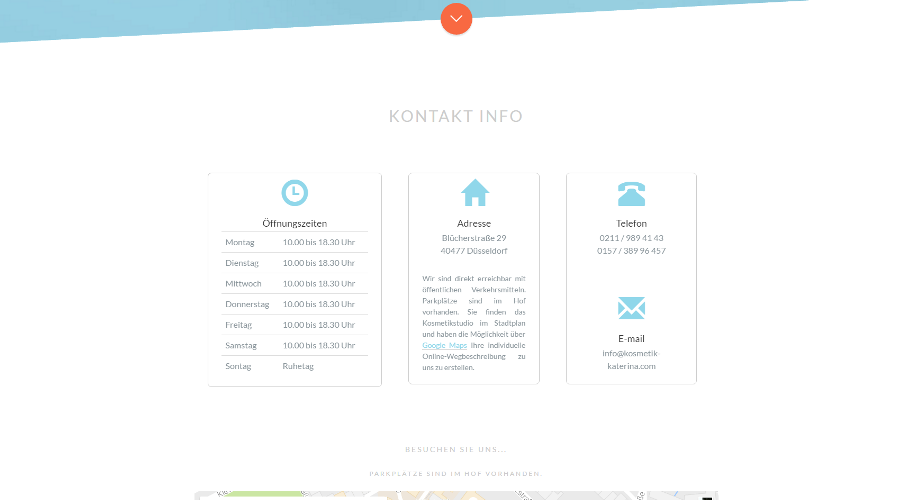 KONTAKT INFO
Öffnungszeiten
Montag 10.00 bis 18.30 Uhr
Dienstag 10.00 bis 18.30 Uhr
Mittwoch 10.00 bis 18.30 Uhr
Donnerstag 10.00 bis 18.30 Uhr
Freitag 10.00 bis 18.30 Uhr
Samstag 10.00 bis 18.30 Uhr
Sontag Ruhetag
Adresse
Blücherstraße 29
40477 Düsseldorf
Wir sind direkt erreichbar mit
öffentlichen Verkehrsmitteln.
Parkplätze sind im Hof
vorhanden. Sie finden das
Kosmetikstudio im Stadtplan
und haben die Möglichkeit über
Google Maps Ihre individuelle
Online-Wegbeschreibung zu
uns zu erstellen.
Telefon
0211 / 989 41 43
0157 / 389 96 457
E-mail
info@kosmetik-
katerina.com
BESUCHEN SIE UNS...
PARKPLÄTZE SIND IM HOF VORHANDEN.